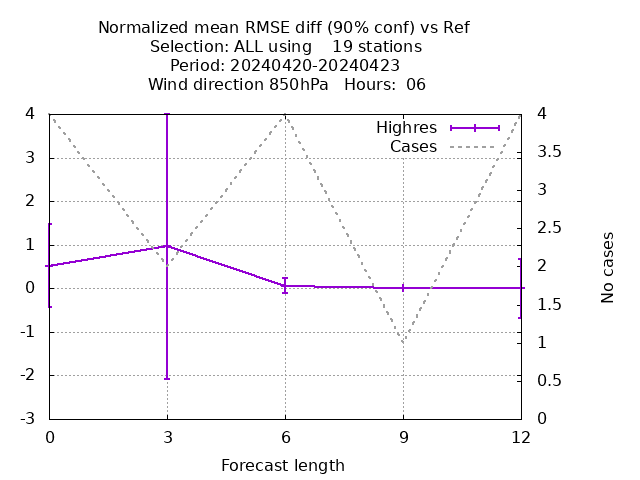 Normalized mean RMSE diff (90% conf) vs Ref
Selection: ALL using    19 stations
Period: 20240420-20240423
Wind direction 850hPa   Hours:  06
Highres
Cases
4
3
2
1
0
-1
-2
-3
4
3.5
3
2.5
2
1.5
1
0.5
0
No cases
0 3 6 9 12
Forecast length